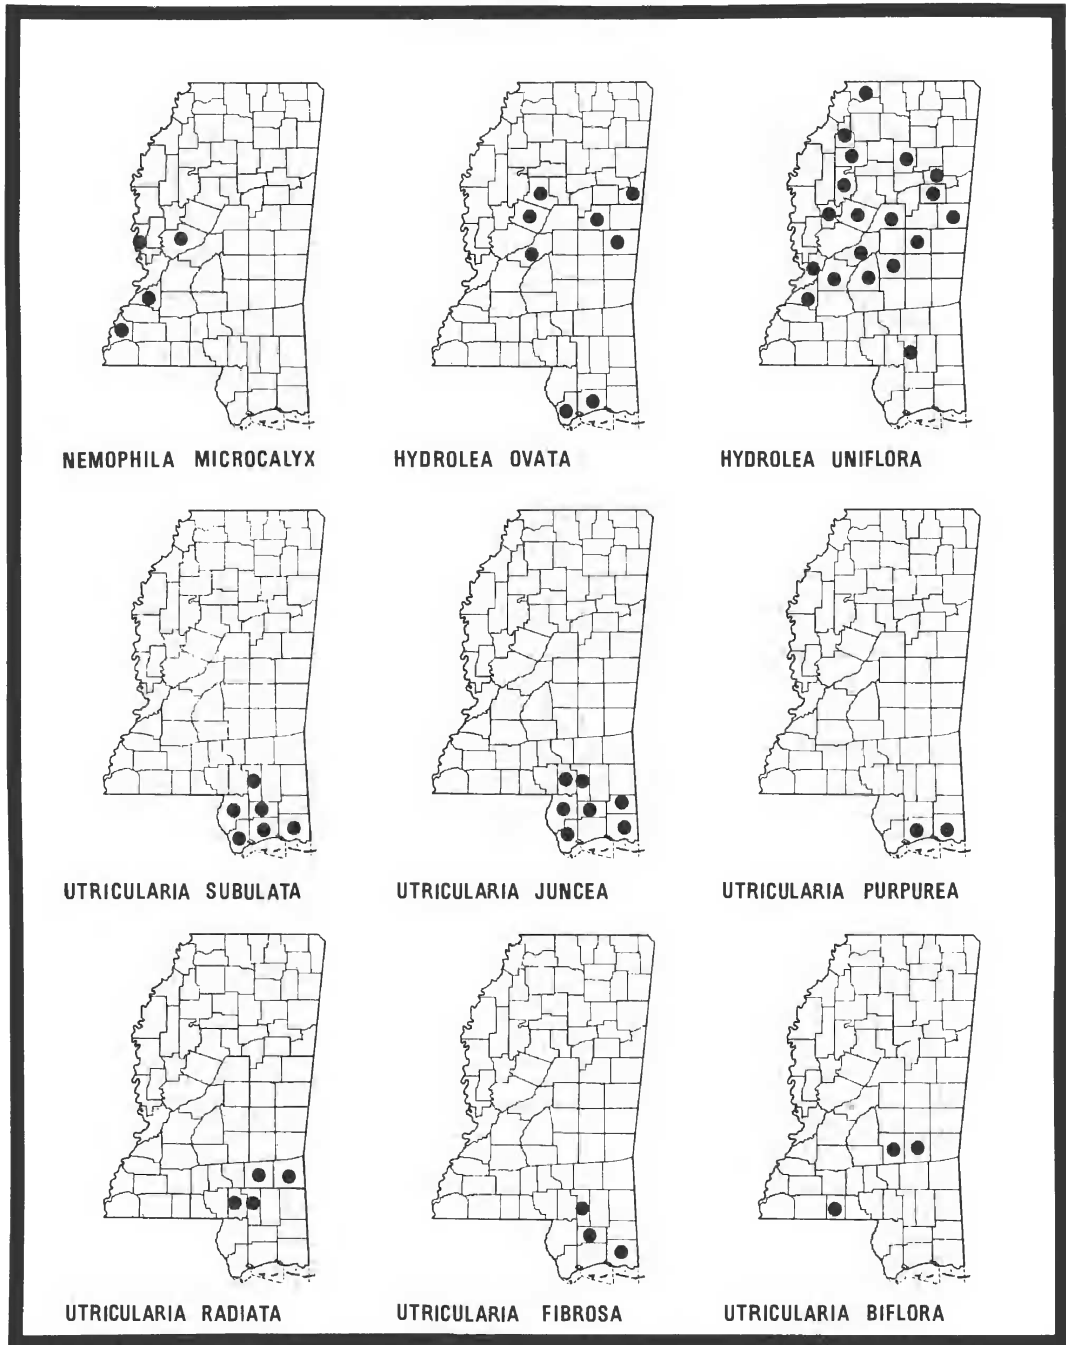 NEMOPHILA MICROCALYX
HYDROLEA OVATA
HYDROLEA UNIFLORA
UTRICULARIA SUBULATA
UTRICULARIA JUNCEA
UTRICULARIA PURPUREA
UTRICULARIA RADIATA
UTRICULARIA FIBROSA
UTRICULARIA BIFLORA